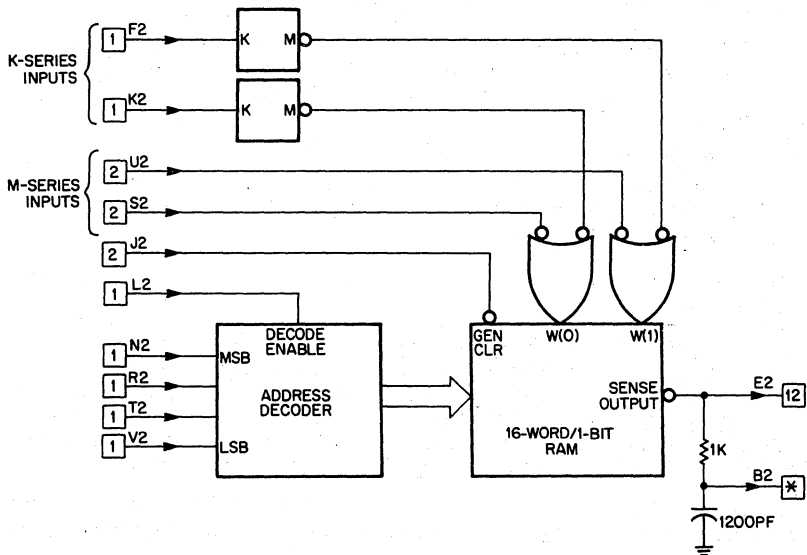 K-SERIES
INPUTS
1 F2
K M
1 K2
K M
M-SERIES
INPUTS
2 U2
2 S2
2 J2
1 L2
DECODE
ENABLE
1 N2
MSB
1 R2
ADDRESS
DECODER
1 T2
1 V2
LSB
GEN
CLR
W(0)
W(1)
SENSE
OUTPUT
16-WORD/1-BIT
RAM
E2 12
1K
B2 *
1200PF